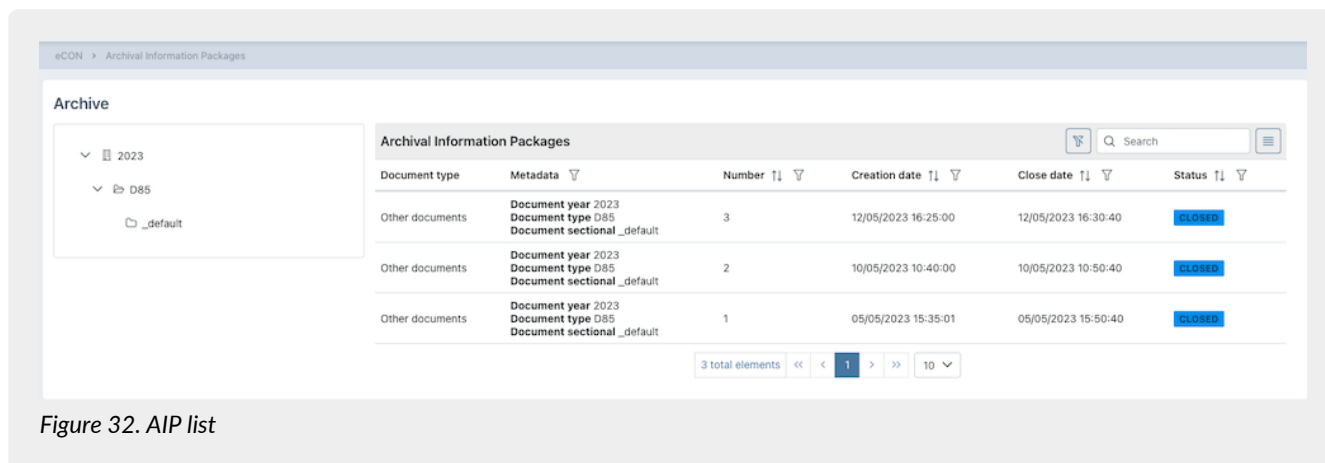 eCON > Archival Information Packages
Archive
2023
D85
_default
Archival Information Packages
Search
Document type Metadata Number Creation date Close date Status
Other documents
Document year 2023
Document type D85
Document sectional _default
3 12/05/2023 16:25:00 12/05/2023 16:30:40 CLOSED
Other documents
Document year 2023
Document type D85
Document sectional _default
2 10/05/2023 10:40:00 10/05/2023 10:50:40 CLOSED
Other documents
Document year 2023
Document type D85
Document sectional _default
1 05/05/2023 15:35:01 05/05/2023 15:50:40 CLOSED
3 total elements << < 1 > >> 10
Figure 32. AIP list